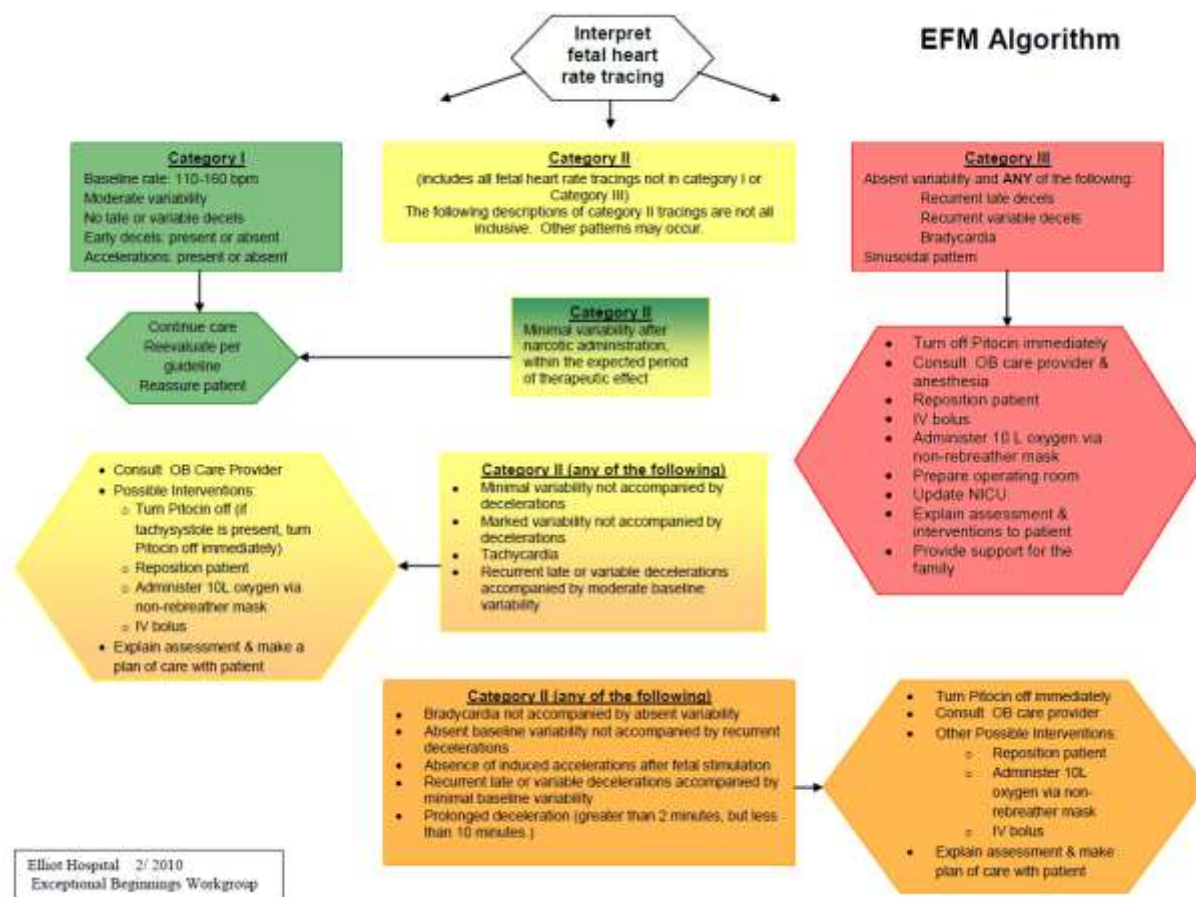 Interpret
fetal heart
rate tracing
EFM Algorithm
Category I
Baseline rate: 110-160 bpm
Moderate variability
No late or variable decels
Early decels: present or absent
Accelerations: present or absent
Category II
(includes all fetal heart rate tracings not in category I or
Category III)
The following descriptions of category II tracings are not all
inclusive. Other patterns may occur.
Category III
Absent variability and ANY of the following:
Recurrent late decels
Recurrent variable decels
Bradycardia
Sinusoidal pattern
Continue care
Reevaluate per
guideline
Reassure patient
Category II
Minimal variability after
narcotic administration,
within the expected period
of therapeutic effect
• Turn off Pitocin immediately
• Consult OB care provider &
anesthesia
• Reposition patient
• IV bolus
• Administer 10 L oxygen via
non-rebreather mask
• Prepare operating room
• Update NICU
• Explain assessment &
interventions to patient
• Provide support for the
family
• Consult OB Care Provider
• Possible Interventions:
o Turn Pitocin off (if
tachysystole is present, turn
Pitocin off immediately)
o Reposition patient
o Administer 10L oxygen via
non-rebreather mask
o IV bolus
• Explain assessment & make a
plan of care with patient
Category II (any of the following)
• Minimal variability not accompanied by
decelerations
• Marked variability not accompanied by
decelerations
• Tachycardia
• Recurrent late or variable decelerations
accompanied by moderate baseline
variability
Category II (any of the following)
• Bradycardia not accompanied by absent variability
• Absent baseline variability not accompanied by recurrent
decelerations
• Absence of induced accelerations after fetal stimulation
• Recurrent late or variable decelerations accompanied by
minimal baseline variability
• Prolonged deceleration (greater than 2 minutes, but less
than 10 minutes.)
• Turn Pitocin off immediately
• Consult OB care provider
• Other Possible Interventions:
o Reposition patient
o Administer 10L
oxygen via non-
rebreather mask
o IV bolus
• Explain assessment & make
plan of care with patient
Elliot Hospital 2/ 2010
Exceptional Beginnings Workgroup